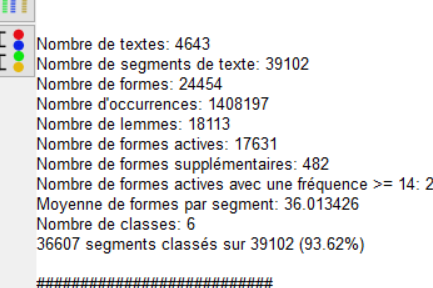 Nombre de textes: 4643
Nombre de segments de texte: 39102
Nombre de formes: 24454
Nombre d'occurrences: 1408197
Nombre de lemmes: 18113
Nombre de formes actives: 17631
Nombre de formes supplémentaires: 482
Nombre de formes actives avec une fréquence >= 14: 2
Moyenne de formes par segment: 36.013426
Nombre de classes: 6
36607 segments classés sur 39102 (93.62%)
###########################